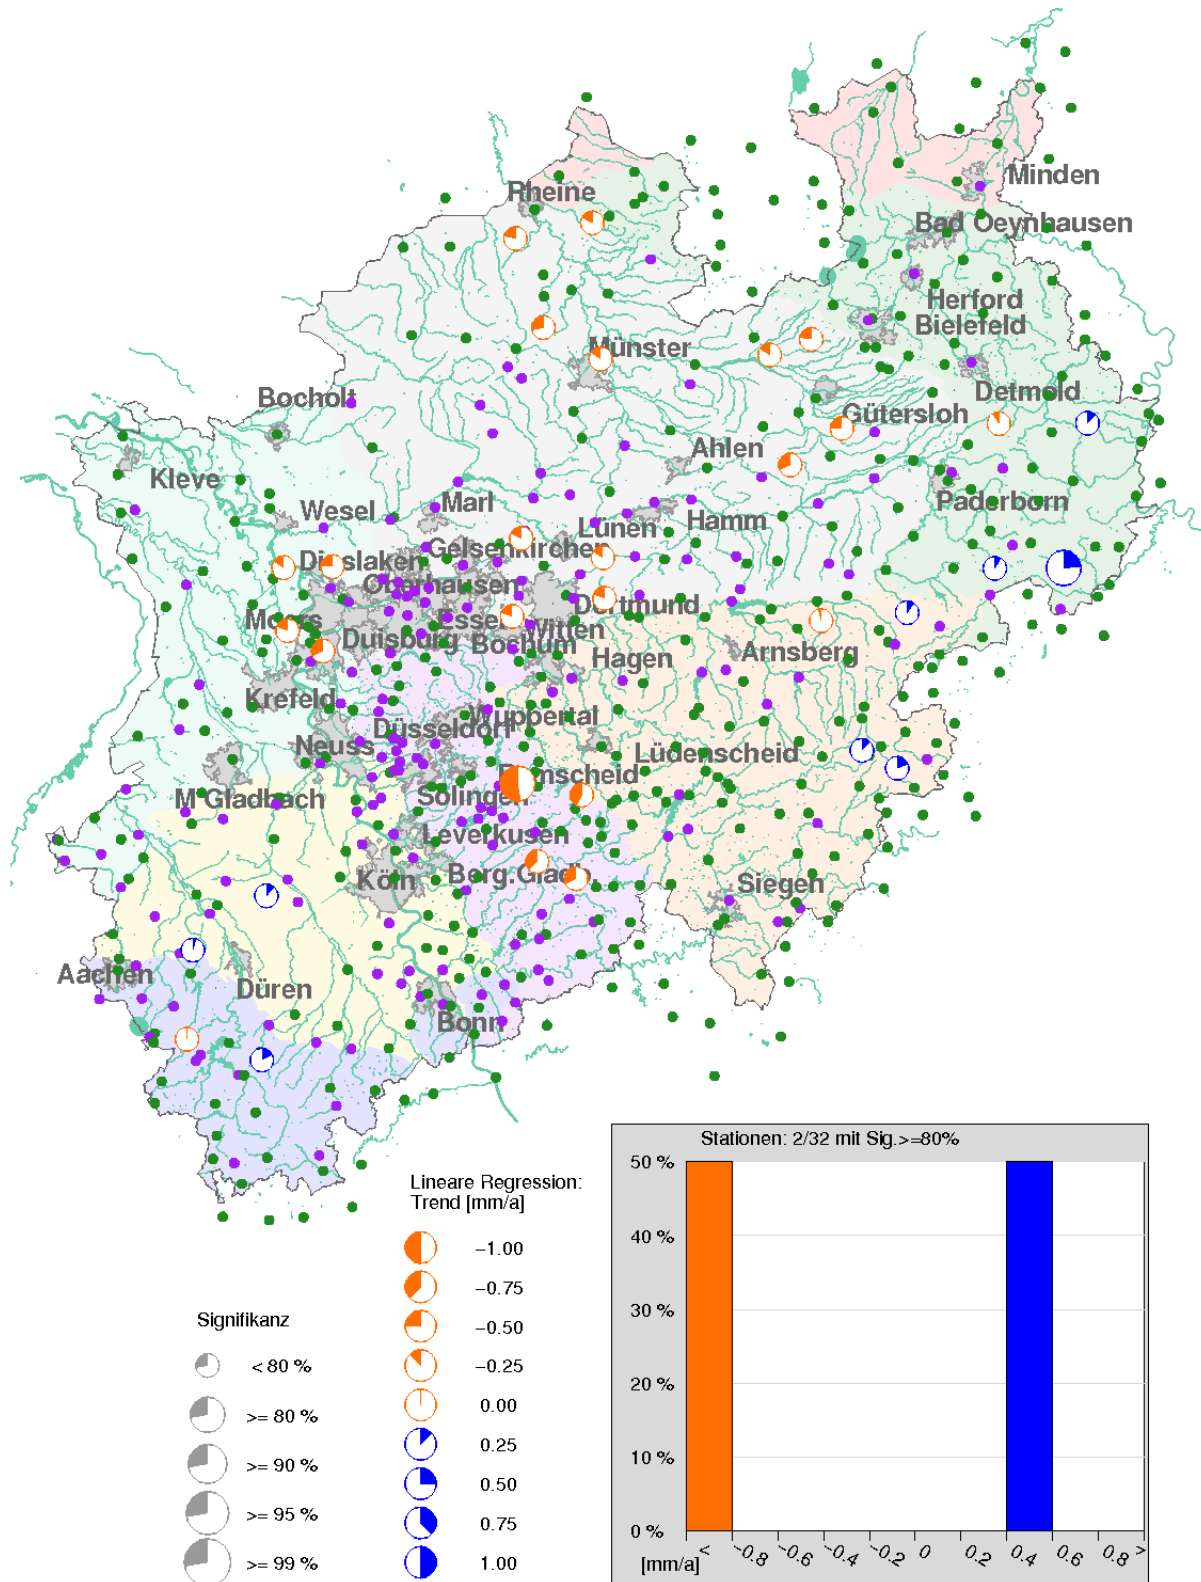 Minden
Rheine
Bad Oeynhausen
Herford
Bielefeld
Münster
Detmold
Bocholt
Gütersloh
Ahlen
Kleve
Paderborn
Wesel
Marl
Hamm
Lünen
Gelsenkirchen
Dinslaken
Oberhausen
Dortmund
Moers
Essen
Witten
Duisburg
Bochum
Hagen
Arnsberg
Krefeld
Wuppertal
Düsseldorf
Neuss
Lüdenscheid
Remscheid
M Gladbach
Solingen
Leverkusen
Köln
Berg.Gladb.
Siegen
Aachen
Düren
Bonn
Stationen: 2/32 mit Sig.>=80%
50 %
40 %
30 %
20 %
10 %
0 %
[mm/a]
< −0.8 −0.6 −0.4 −0.2 0 0.2 0.4 0.6 0.8 >
Lineare Regression:
Trend [mm/a]
−1.00
−0.75
−0.50
−0.25
0.00
0.25
0.50
0.75
1.00
Signifikanz
< 80 %
>= 80 %
>= 90 %
>= 95 %
>= 99 %